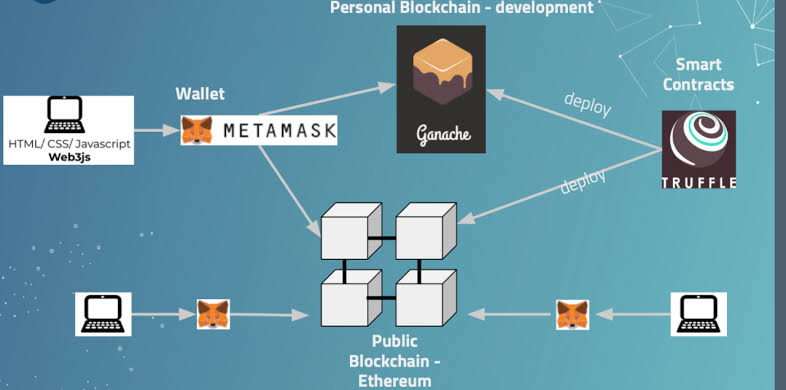 Personal Blockchain - development
Smart
Contracts
Wallet
deploy
HTML/ CSS/ Javascript
Web3js
METAMASK
Ganache
TRUFFLE
deploy
Public
Blockchain -
Ethereum